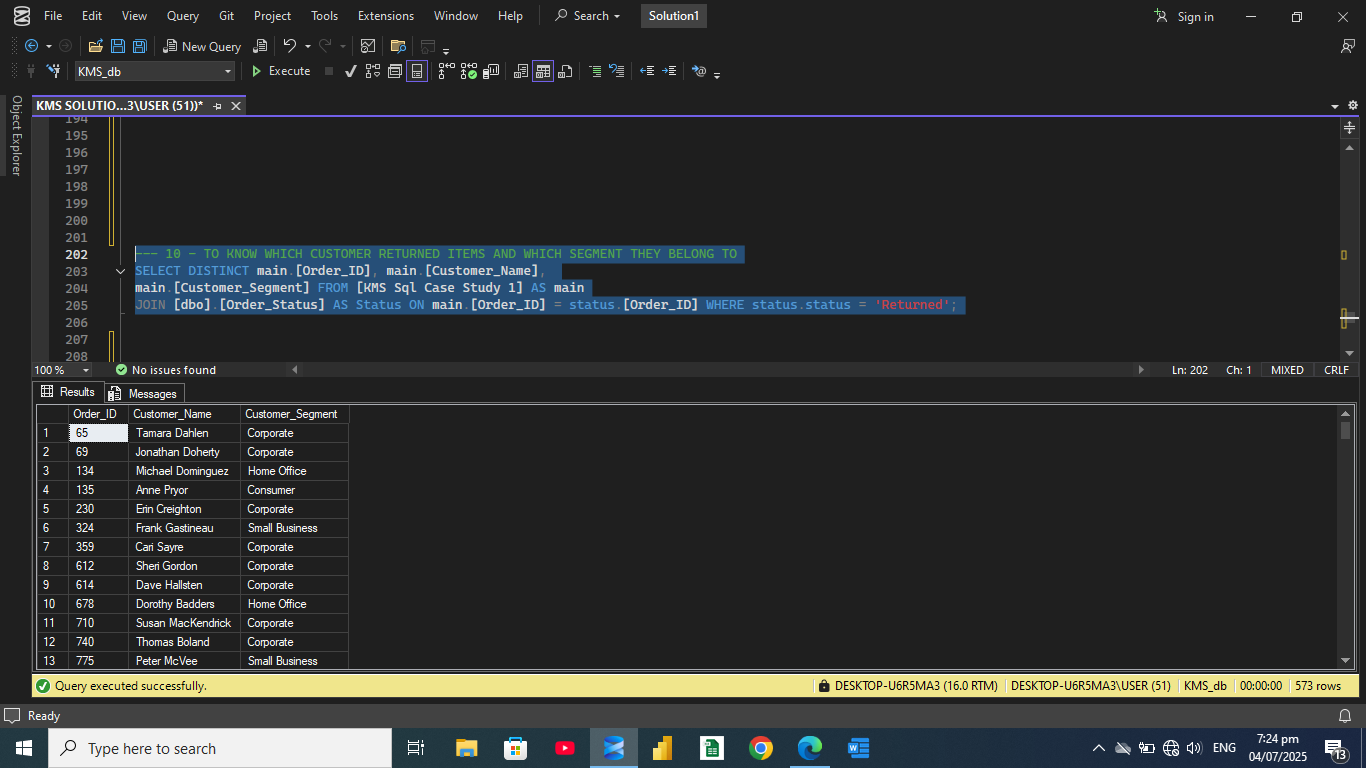 File Edit View Query Git Project Tools Extensions Window Help Search Solution1 Sign in
New Query
KMS_db Execute
Object Explorer
KMS SOLUTIO...3\USER (51))*
194
195
196
197
198
199
200
201
202 --- 10 - TO KNOW WHICH CUSTOMER RETURNED ITEMS AND WHICH SEGMENT THEY BELONG TO
203 SELECT DISTINCT main.[Order_ID], main.[Customer_Name],
204 main.[Customer_Segment] FROM [KMS Sql Case Study 1] AS main
205 JOIN [dbo].[Order_Status] AS Status ON main.[Order_ID] = status.[Order_ID] WHERE status.status = 'Returned';
206
207
208
100 % No issues found Ln: 202 Ch: 1 MIXED CRLF
Results Messages
Order_ID Customer_Name Customer_Segment
1 65 Tamara Dahlen Corporate
2 69 Jonathan Doherty Corporate
3 134 Michael Dominguez Home Office
4 135 Anne Pryor Consumer
5 230 Erin Creighton Corporate
6 324 Frank Gastineau Small Business
7 359 Cari Sayre Corporate
8 612 Sheri Gordon Corporate
9 614 Dave Hallsten Corporate
10 678 Dorothy Badders Home Office
11 710 Susan MacKendrick Corporate
12 740 Thomas Boland Corporate
13 775 Peter McVee Small Business
Query executed successfully. DESKTOP-U6R5MA3 (16.0 RTM) DESKTOP-U6R5MA3\USER (51) KMS_db 00:00:00 573 rows
Ready
Type here to search ENG 7:24 pm
04/07/2025 13